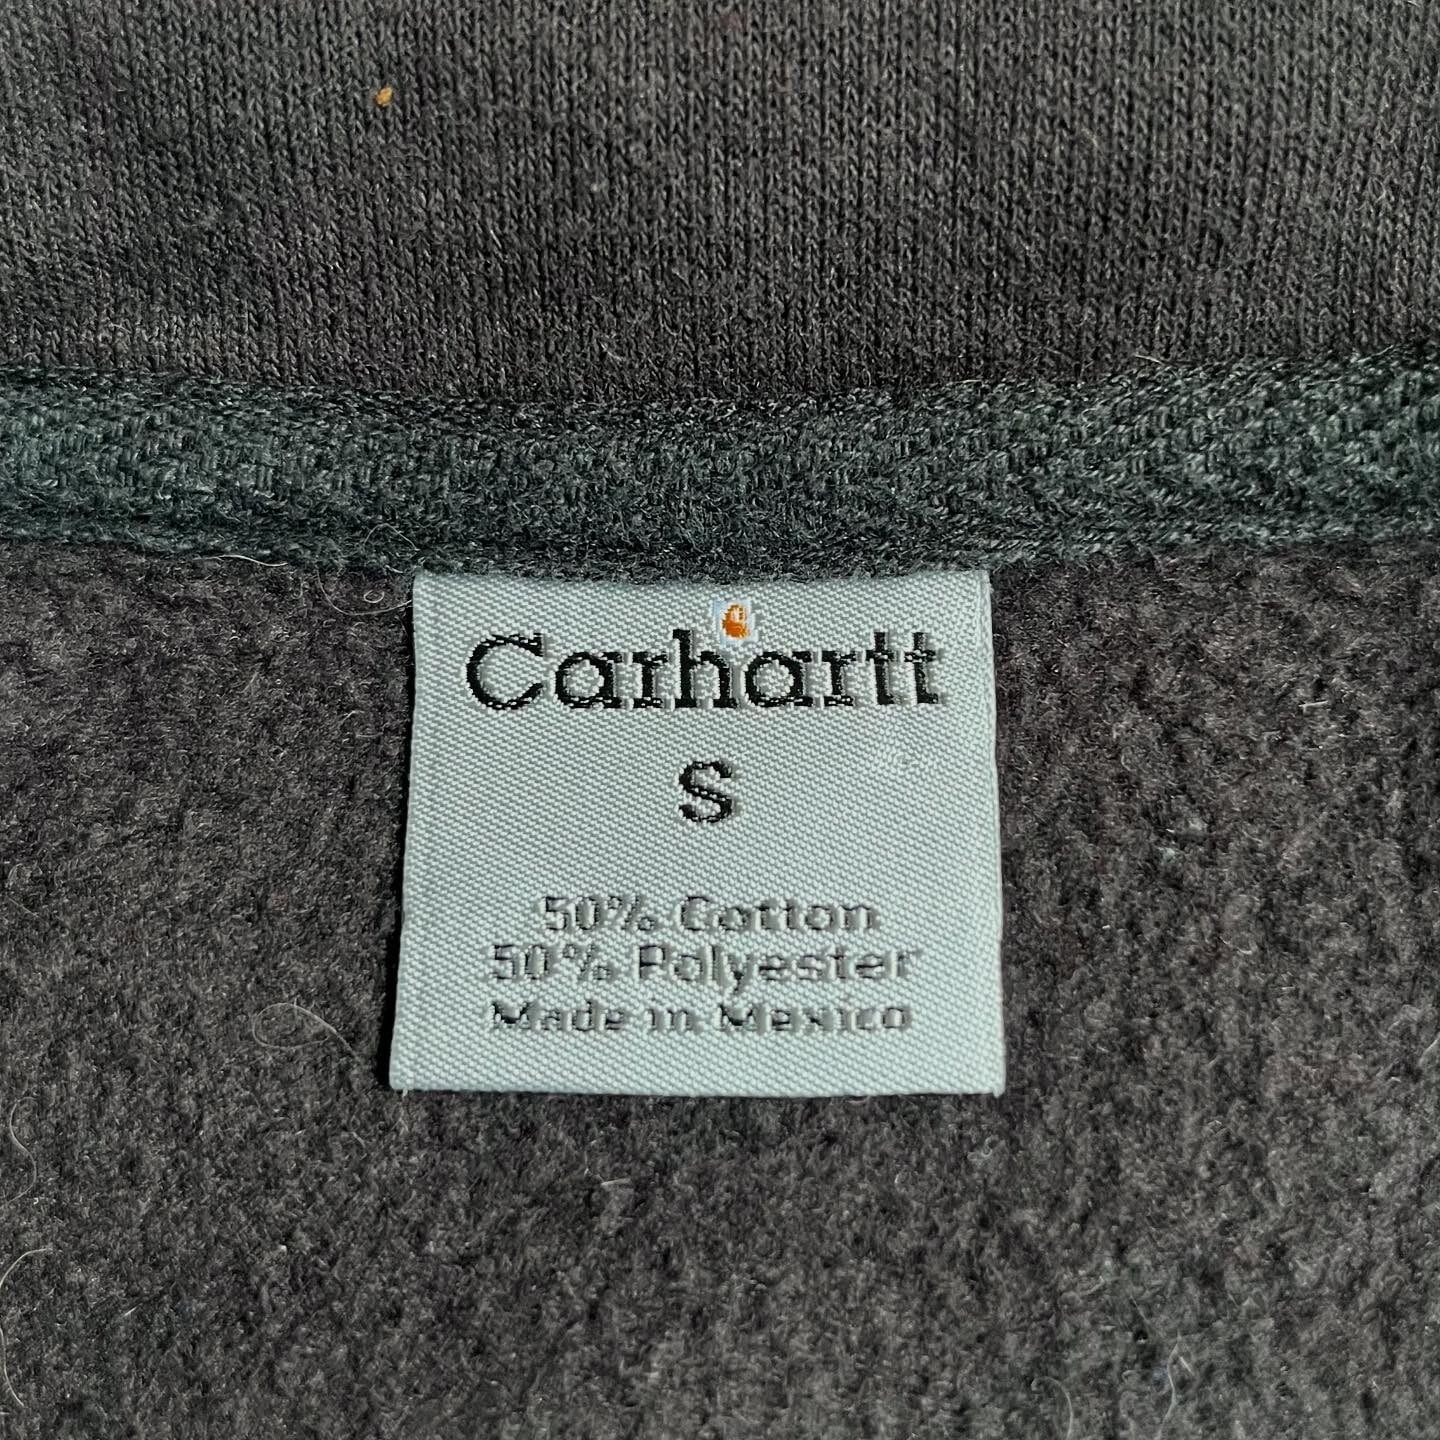 Carhartt
S
50% Cotton
50% Polyester
Made in Mexico